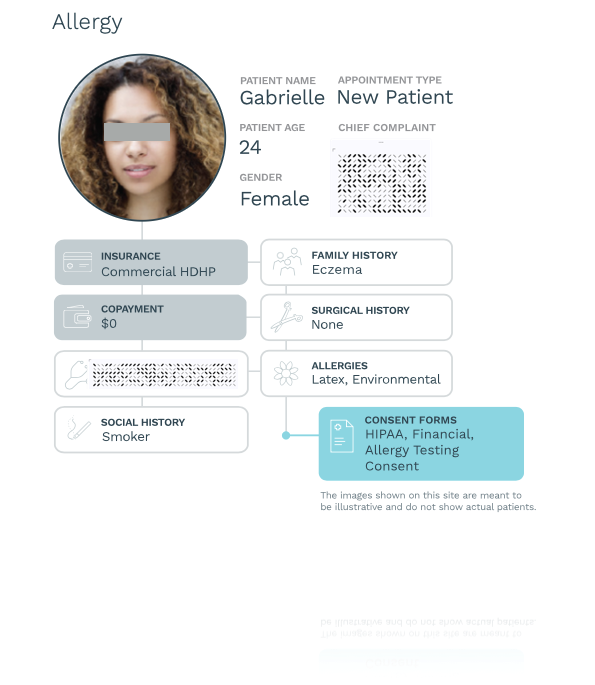 Allergy
PATIENT NAME
Gabrielle
APPOINTMENT TYPE
New Patient
PATIENT AGE
24
CHIEF COMPLAINT
GENDER
Female
INSURANCE
Commercial HDHP
FAMILY HISTORY
Eczema
COPAYMENT
$0
SURGICAL HISTORY
None
ALLERGIES
Latex, Environmental
SOCIAL HISTORY
Smoker
CONSENT FORMS
HIPAA, Financial,
Allergy Testing
Consent
The images shown on this site are meant to
be illustrative and do not show actual patients.